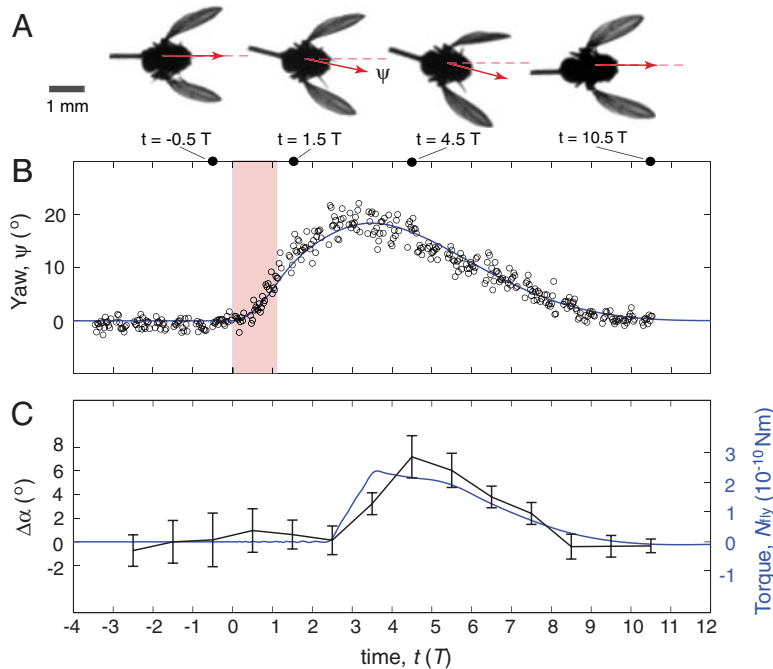 A
ψ
1 mm
t = -0.5 T
t = 1.5 T
t = 4.5 T
t = 10.5 T
B
Yaw, ψ (°)
20
10
0
C
Δα (°)
8
6
4
2
0
-2
3
2
1
0
-1
Torque, Nfly (10⁻¹⁰ Nm)
-4 -3 -2 -1 0 1 2 3 4 5 6 7 8 9 10 11 12
time, t (T)